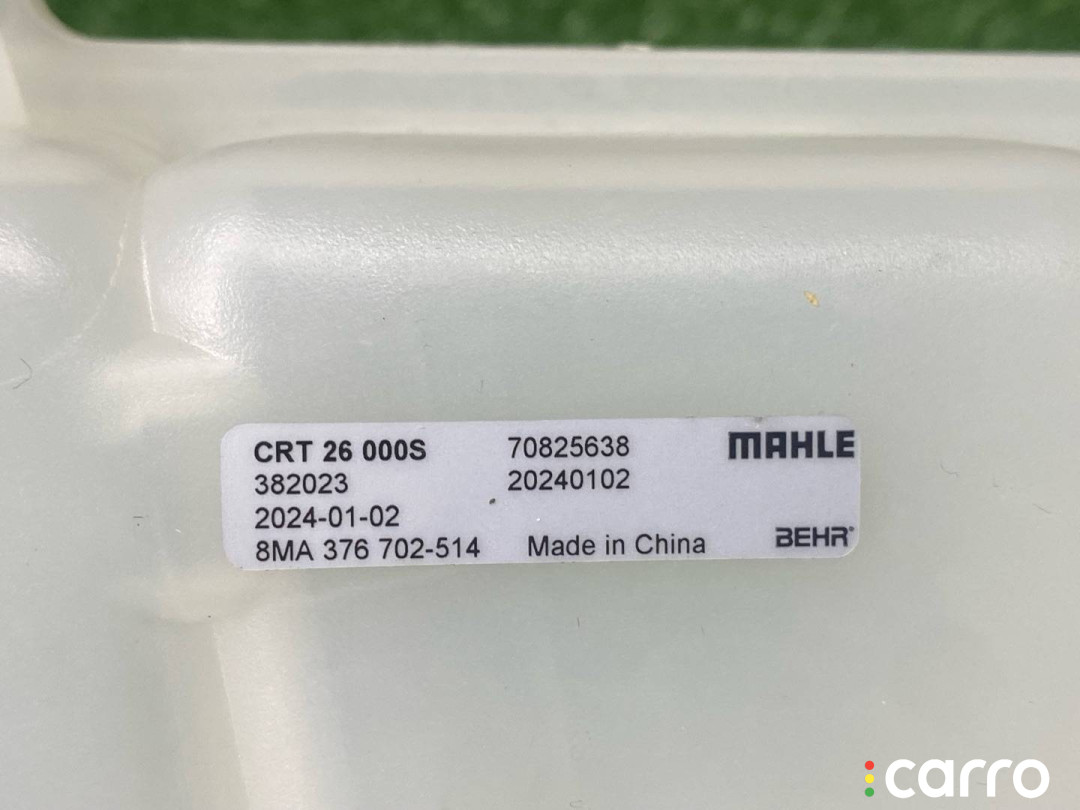 CRT 26 000S 70825638 MAHLE
382023 20240102
2024-01-02
8MA 376 702-514 Made in China BEHR®
carro